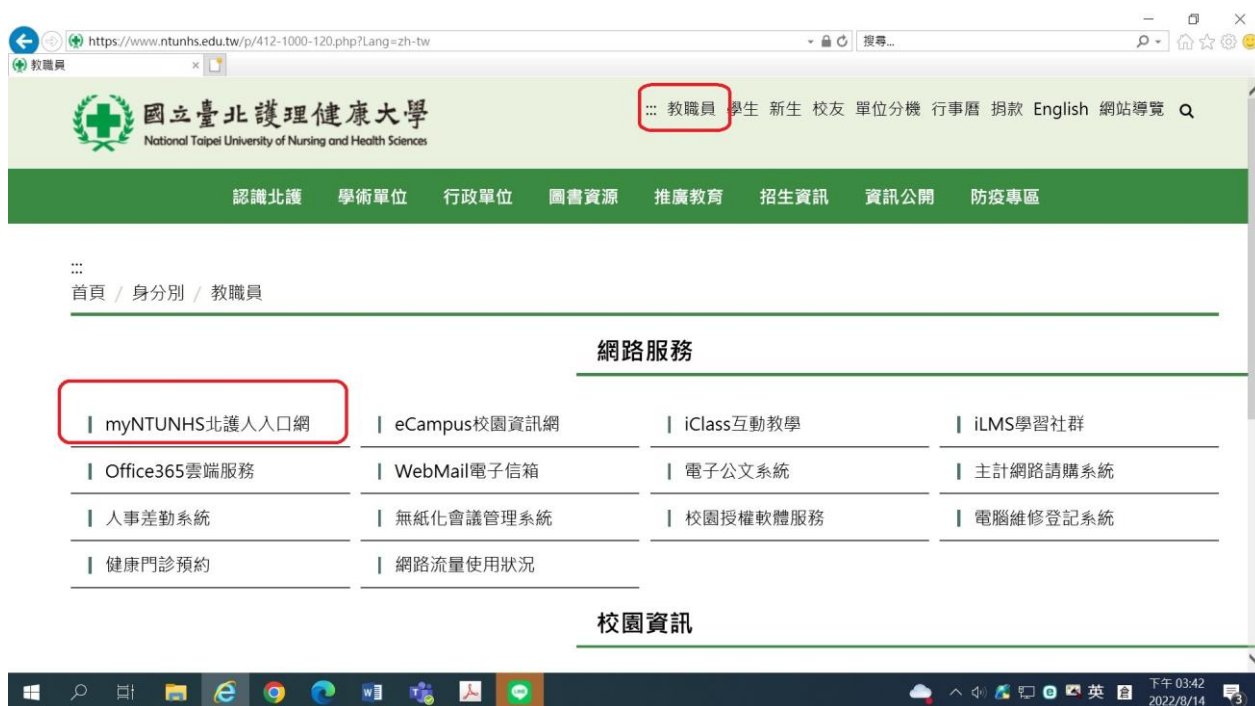 https://www.ntunhs.edu.tw/p/412-1000-120.php?Lang=zh-tw
搜尋...
教職員
國立臺北護理健康大學
National Taipei University of Nursing and Health Sciences
::: 教職員 學生 新生 校友 單位分機 行事曆 捐款 English 網站導覽
認識北護 學術單位 行政單位 圖書資源 推廣教育 招生資訊 資訊公開 防疫專區
:::
首頁 / 身分別 / 教職員
網路服務
myNTUNHS北護人入口網 eCampus校園資訊網 iClass互動教學 iLMS學習社群
Office365雲端服務 WebMail電子信箱 電子公文系統 主計網路請購系統
人事差勤系統 無紙化會議管理系統 校園授權軟體服務 電腦維修登記系統
健康門診預約 網路流量使用狀況
校園資訊
英 下午 03:42
2022/8/14